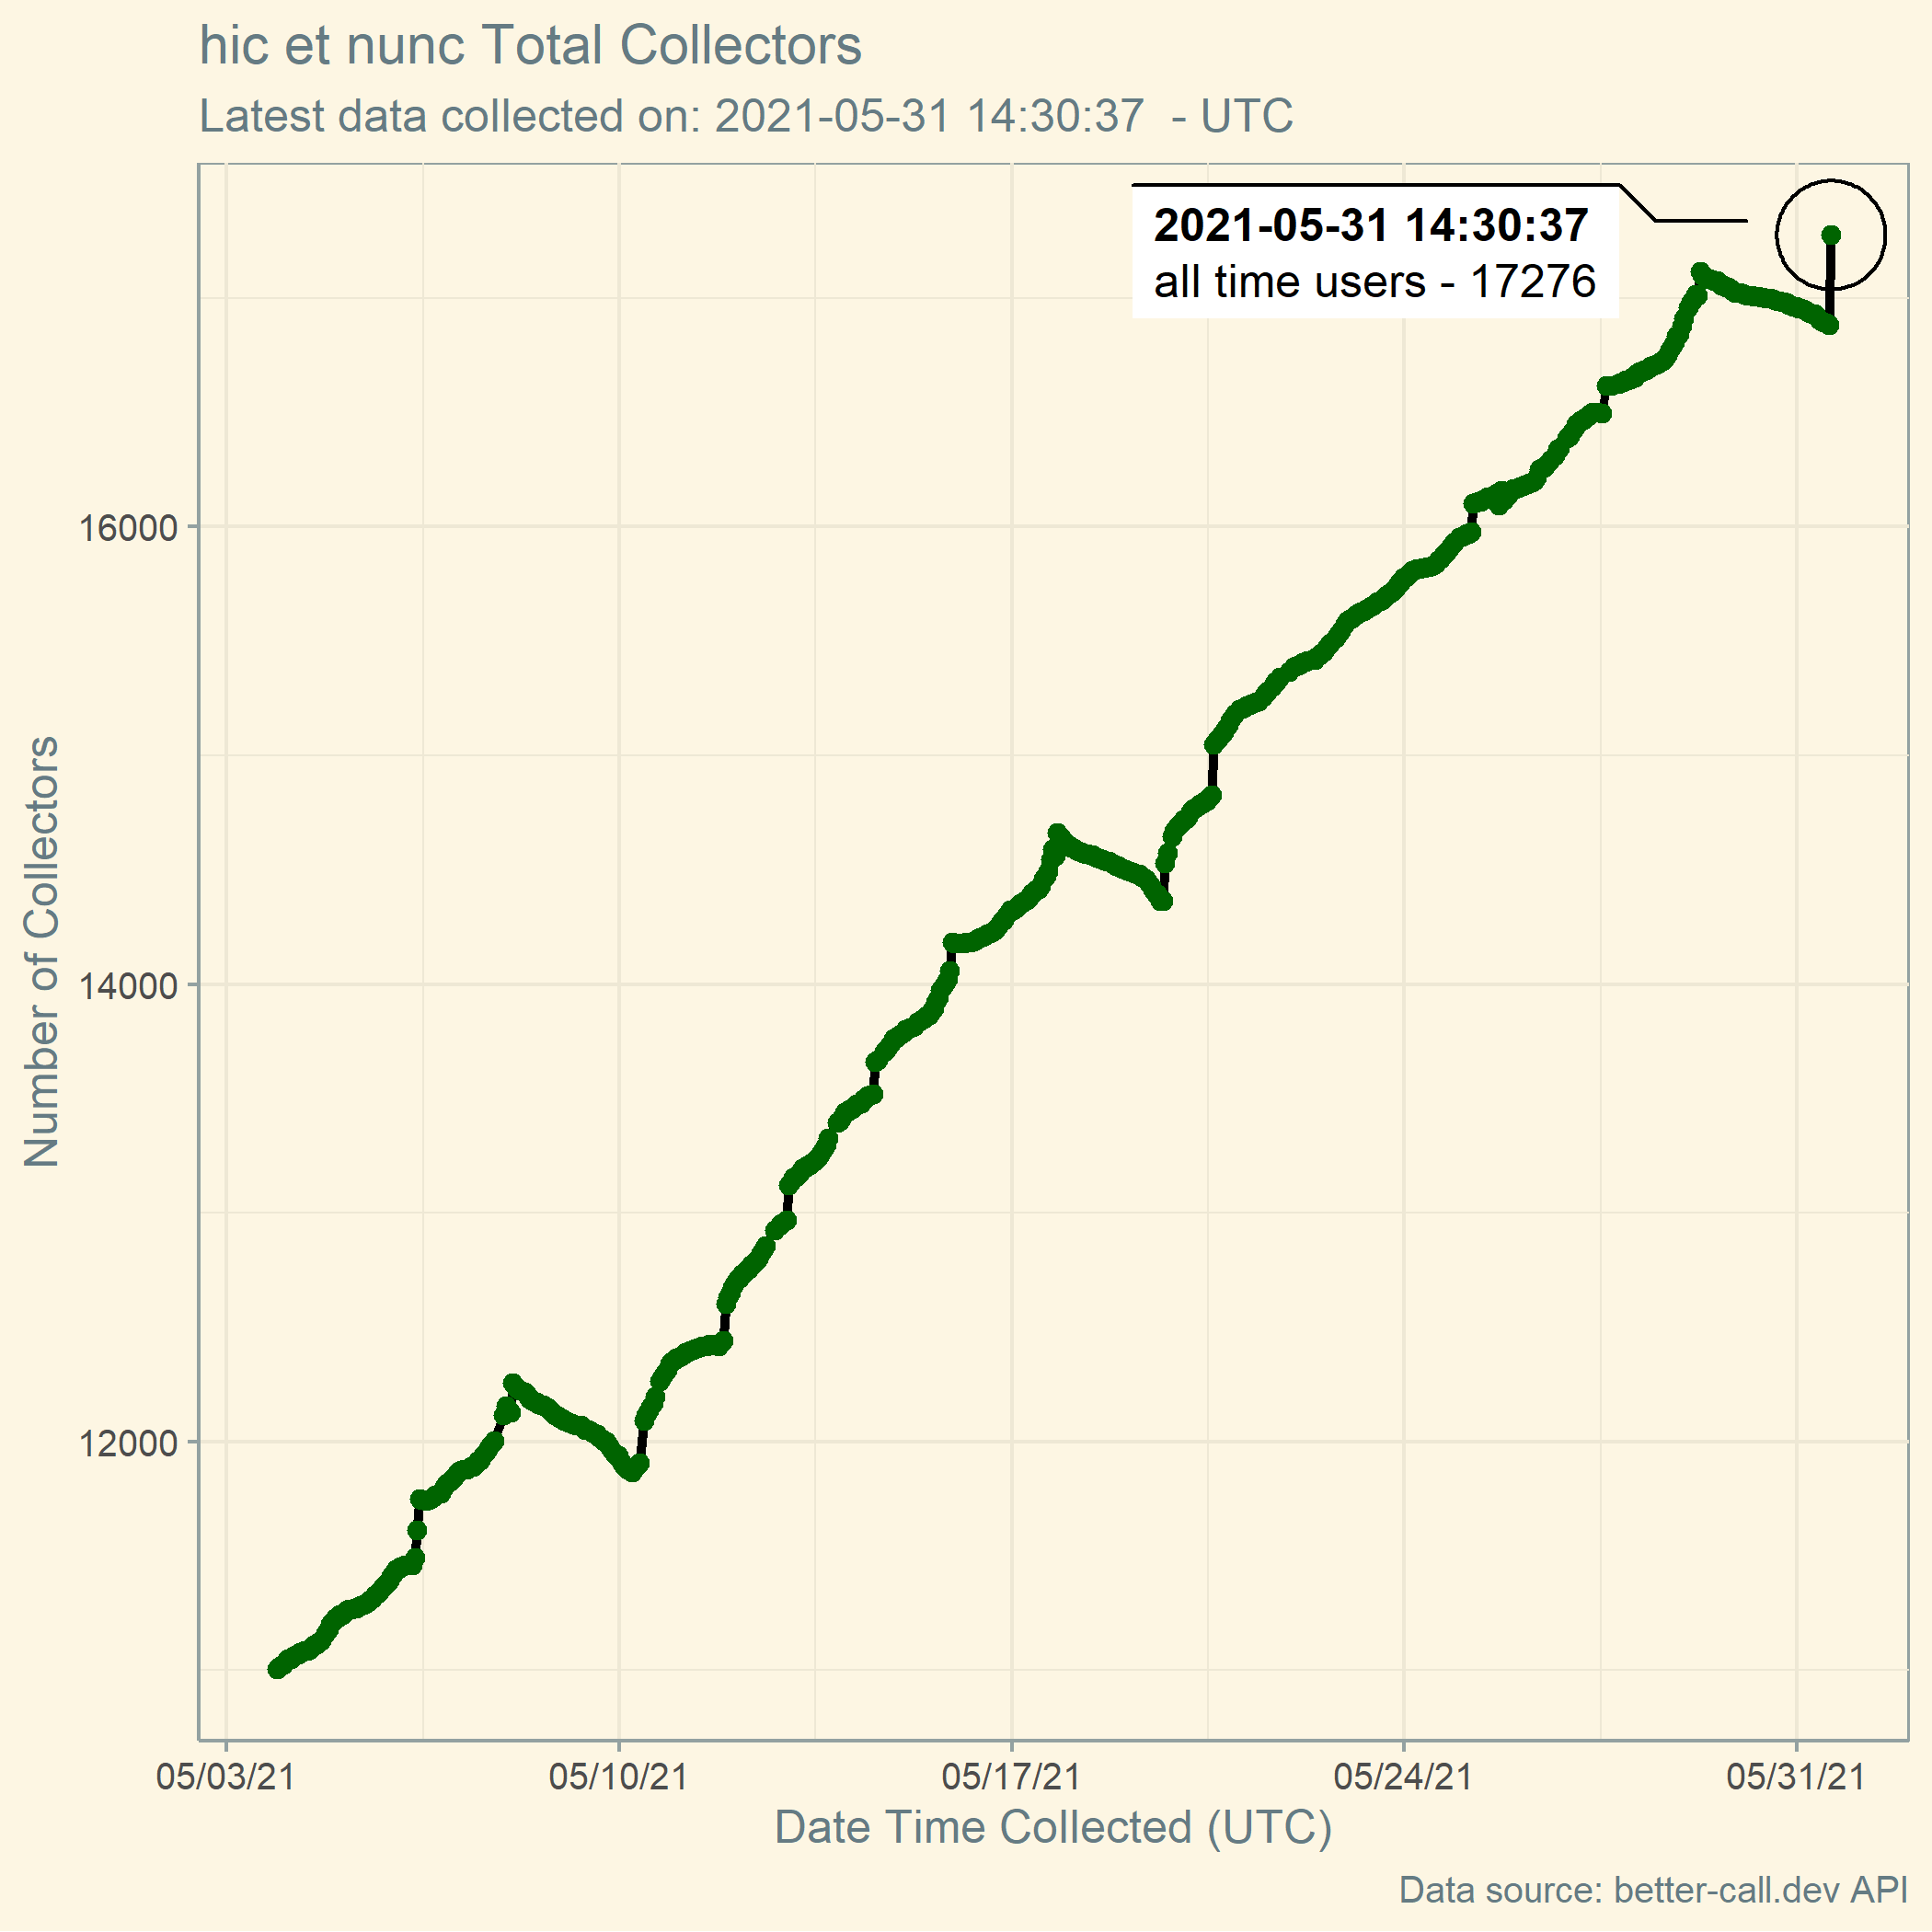 hic et nunc Total Collectors
Latest data collected on: 2021-05-31 14:30:37  - UTC
2021-05-31 14:30:37
all time users - 17276
Number of Collectors
16000
14000
12000
05/03/21
05/10/21
05/17/21
05/24/21
05/31/21
Date Time Collected (UTC)
Data source: better-call.dev API